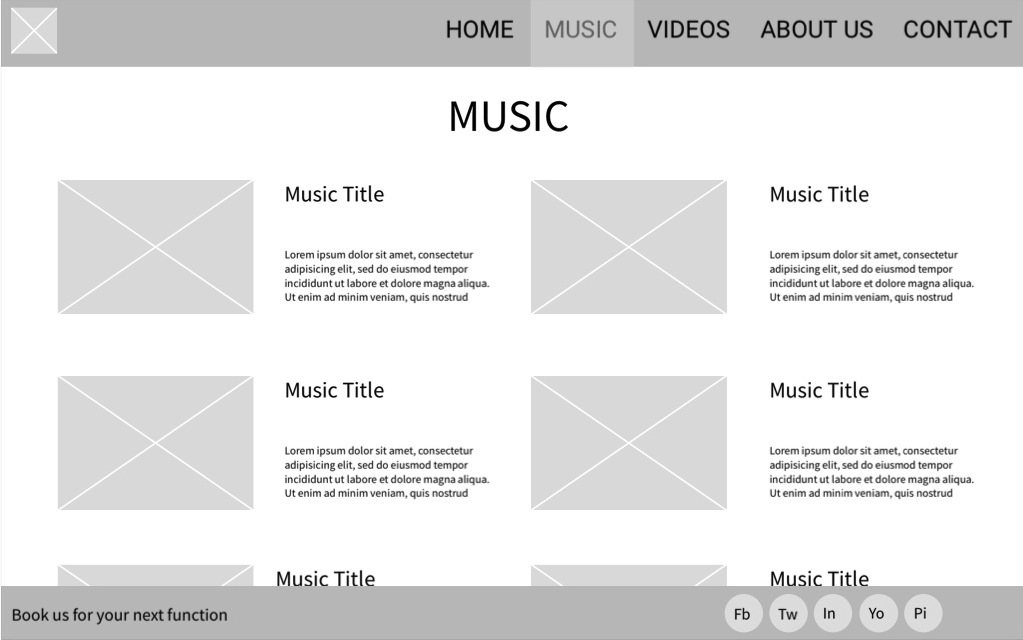 HOME MUSIC VIDEOS ABOUT US CONTACT
MUSIC
Music Title
Lorem ipsum dolor sit amet, consectetur
adipisicing elit, sed do eiusmod tempor
incididunt ut labore et dolore magna aliqua.
Ut enim ad minim veniam, quis nostrud
Music Title
Lorem ipsum dolor sit amet, consectetur
adipisicing elit, sed do eiusmod tempor
incididunt ut labore et dolore magna aliqua.
Ut enim ad minim veniam, quis nostrud
Music Title
Lorem ipsum dolor sit amet, consectetur
adipisicing elit, sed do eiusmod tempor
incididunt ut labore et dolore magna aliqua.
Ut enim ad minim veniam, quis nostrud
Music Title
Lorem ipsum dolor sit amet, consectetur
adipisicing elit, sed do eiusmod tempor
incididunt ut labore et dolore magna aliqua.
Ut enim ad minim veniam, quis nostrud
Music Title
Music Title
Book us for your next function
Fb Tw In Yo Pi